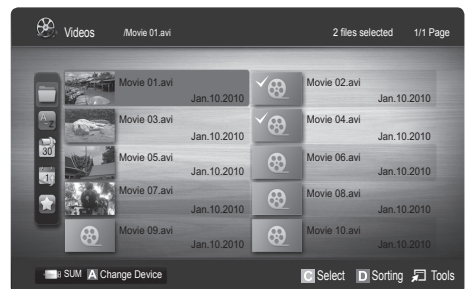 Videos /Movie 01.avi 2 files selected 1/1 Page
Movie 01.avi Movie 02.avi
Jan.10.2010 Jan.10.2010
Movie 03.avi Movie 04.avi
Jan.10.2010 Jan.10.2010
Movie 05.avi Movie 06.avi
Jan.10.2010 Jan.10.2010
Movie 07.avi Movie 08.avi
Jan.10.2010 Jan.10.2010
Movie 09.avi Movie 10.avi
Jan.10.2010 Jan.10.2010
SUM A Change Device C Select D Sorting Tools